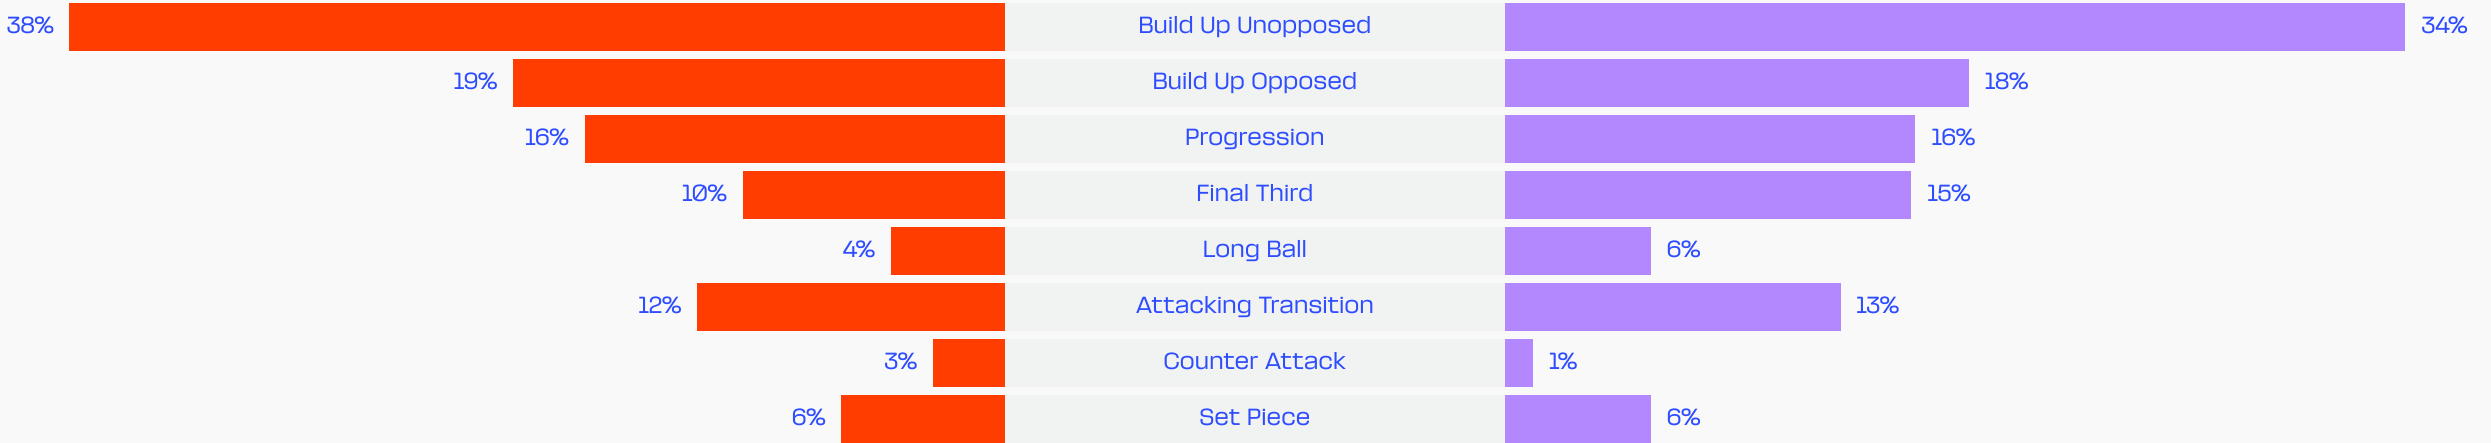 38% Build Up Unopposed 34%
19% Build Up Opposed 18%
16% Progression 16%
10% Final Third 15%
4% Long Ball 6%
12% Attacking Transition 13%
3% Counter Attack 1%
6% Set Piece 6%